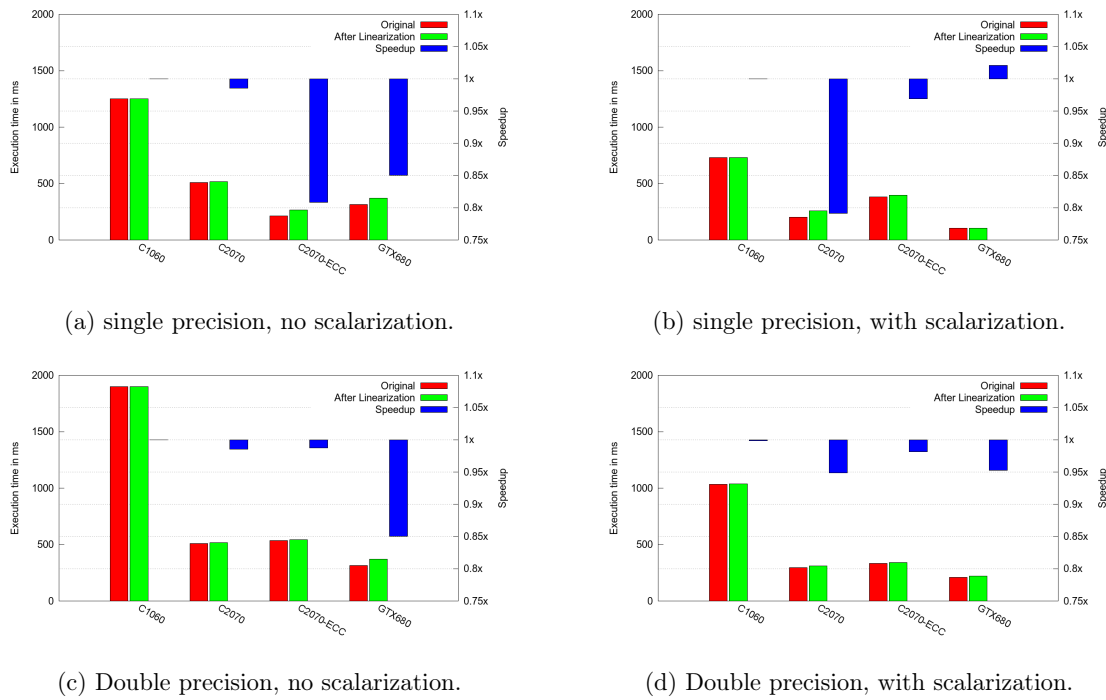 2000
1500
1000
500
0
Execution time in ms
Original
After Linearization
Speedup
1.1x
1.05x
1x
0.95x
0.9x
0.85x
0.8x
0.75x
Speedup
C1060
C2070
C2070-ECC
GTX680
(a) single precision, no scalarization.
2000
1500
1000
500
0
Execution time in ms
Original
After Linearization
Speedup
1.1x
1.05x
1x
0.95x
0.9x
0.85x
0.8x
0.75x
Speedup
C1060
C2070
C2070-ECC
GTX680
(b) single precision, with scalarization.
2000
1500
1000
500
0
Execution time in ms
Original
After Linearization
Speedup
1.1x
1.05x
1x
0.95x
0.9x
0.85x
0.8x
0.75x
Speedup
C1060
C2070
C2070-ECC
GTX680
(c) Double precision, no scalarization.
2000
1500
1000
500
0
Execution time in ms
Original
After Linearization
Speedup
1.1x
1.05x
1x
0.95x
0.9x
0.85x
0.8x
0.75x
Speedup
C1060
C2070
C2070-ECC
GTX680
(d) Double precision, with scalarization.